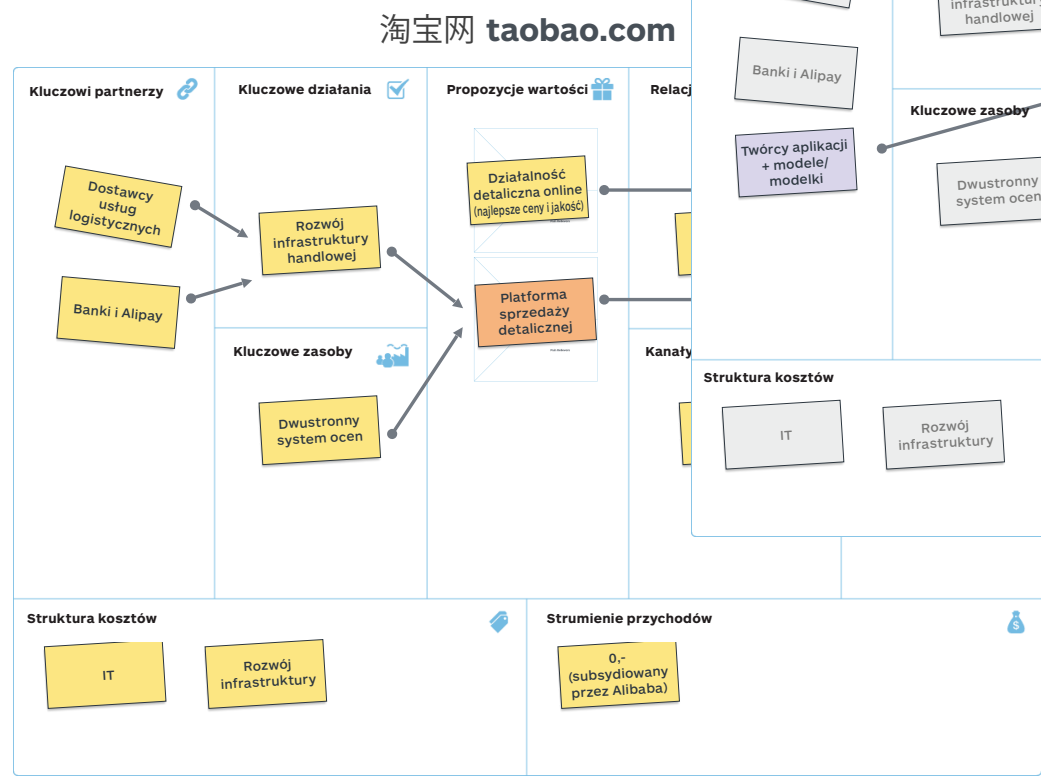 淘宝网 taobao.com
Kluczowi partnerzy
Dostawcy
usług
logistycznych
Banki i Alipay
Kluczowe działania
Rozwój
infrastruktury
handlowej
Kluczowe zasoby
Dwustronny
system ocen
Propozycje wartości
Działalność
detaliczna online
(najlepsze ceny i jakość)
Platforma
sprzedaży
detalicznej
Relacj
Kanały
Struktura kosztów
IT
Rozwój
infrastruktury
Strumienie przychodów
$
0,-
(subsydiowany
przez Alibaba)
infrastruktur
handlowej
Banki i Alipay
Twórcy aplikacji
+ modele/
modelki
Kluczowe zasoby
Dwustronny
system ocen
Struktura kosztów
IT
Rozwój
infrastruktury